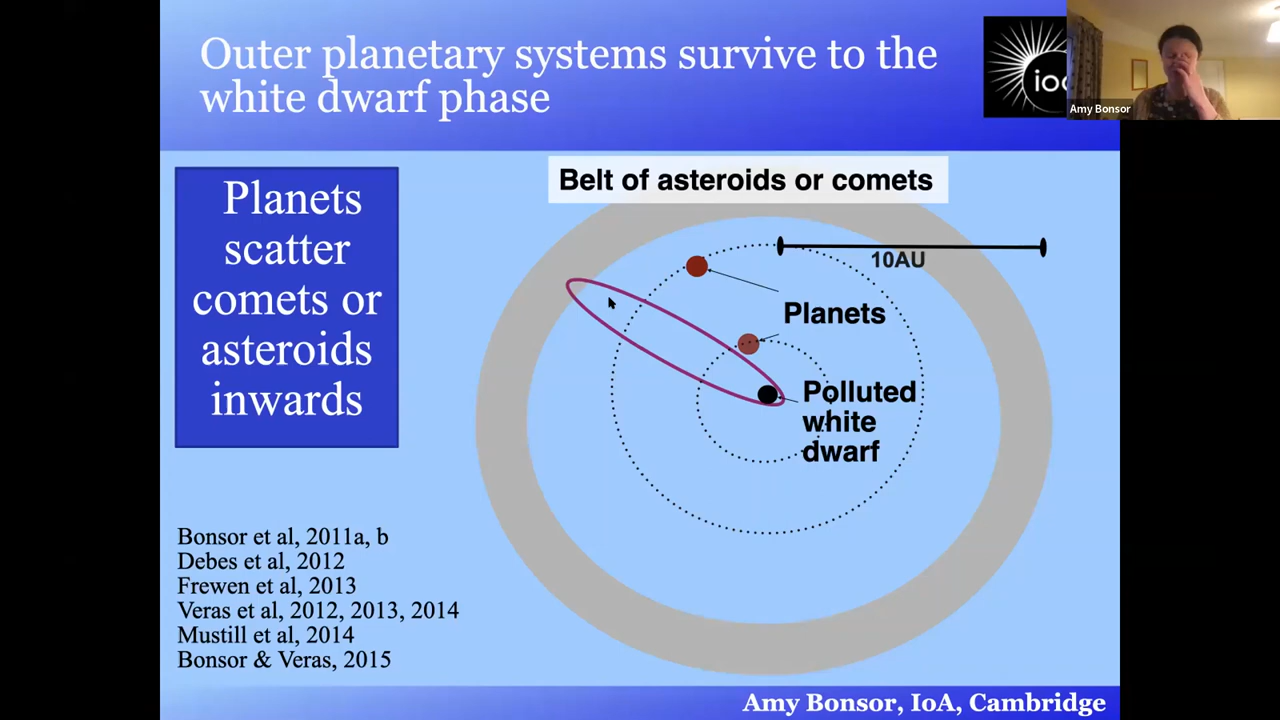 Outer planetary systems survive to the
white dwarf phase
Amy Bonsor
Planets
scatter
comets or
asteroids
inwards
Belt of asteroids or comets
10AU
Planets
Polluted
white
dwarf
Bonsor et al, 2011a, b
Debes et al, 2012
Frewen et al, 2013
Veras et al, 2012, 2013, 2014
Mustill et al, 2014
Bonsor & Veras, 2015
Amy Bonsor, IoA, Cambridge